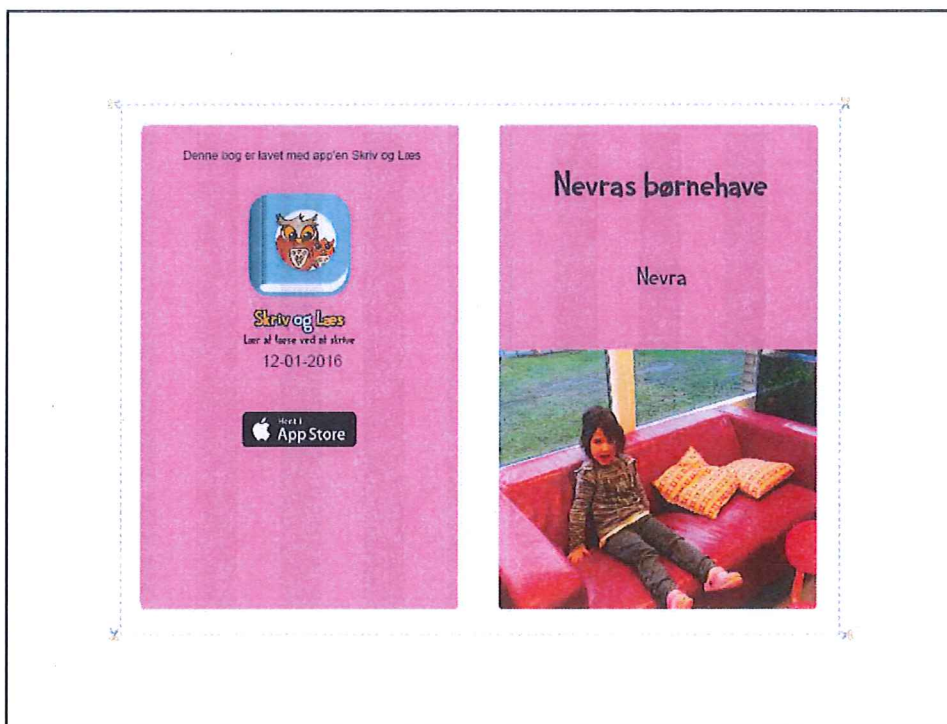 Denne bog er lavet med app'en Skriv og Læs
Skriv og Læs
Lær at læse ved at skrive
12-01-2016
Hent i
App Store
Nevras børnehave
Nevra